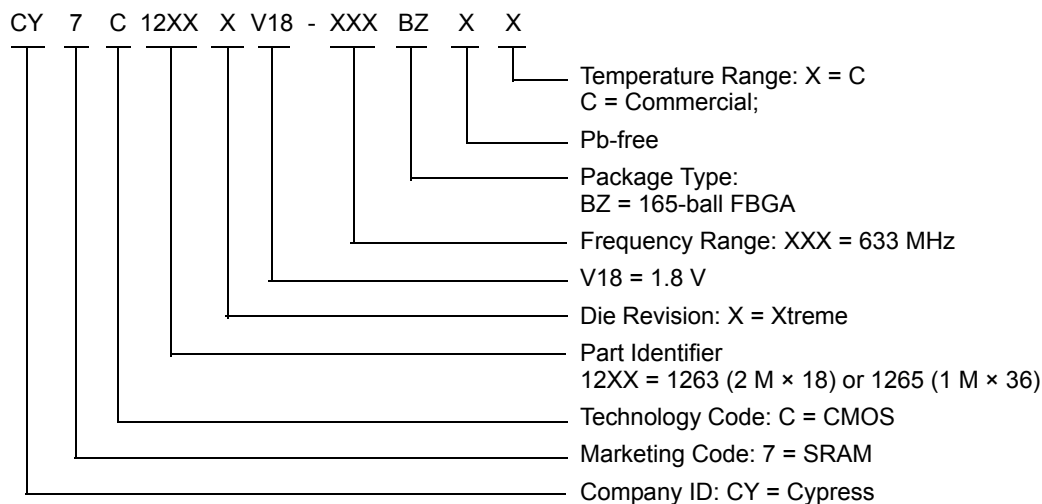 CY 7 C 12XX X V18 - XXX BZ X X
Temperature Range: X = C
C = Commercial;
Pb-free
Package Type:
BZ = 165-ball FBGA
Frequency Range: XXX = 633 MHz
V18 = 1.8 V
Die Revision: X = Xtreme
Part Identifier
12XX = 1263 (2 M × 18) or 1265 (1 M × 36)
Technology Code: C = CMOS
Marketing Code: 7 = SRAM
Company ID: CY = Cypress